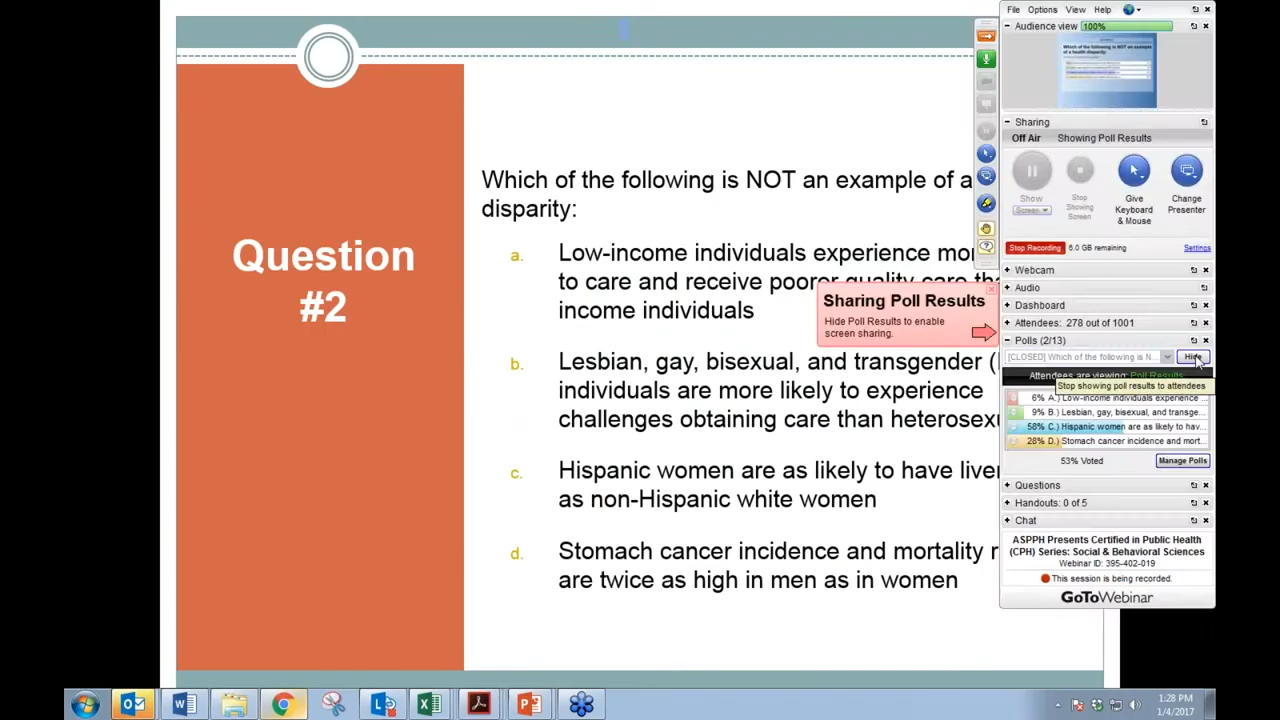 Question
#2
Which of the following is NOT an example of a
disparity:
a. Low-income individuals experience mo
to care and receive poorer quality care the
income individuals
b. Lesbian, gay, bisexual, and transgender (
individuals are more likely to experience
challenges obtaining care than heterosexu
c. Hispanic women are as likely to have liver
as non-Hispanic white women
d. Stomach cancer incidence and mortality r
are twice as high in men as in women
Sharing Poll Results
Hide Poll Results to enable
screen sharing.
File Options View Help
Audience view 100%
Sharing
Off Air Showing Poll Results
Show
Screen
Stop
Showing
Screen
Give
Keyboard
& Mouse
Change
Presenter
Stop Recording 6.0 GB remaining Settings
Webcam
Audio
Dashboard
Attendees: 278 out of 1001
Polls (2/13)
[CLOSED] Which of the following is N... Hide
Attendees are viewing: Poll Results
Stop showing poll results to attendees
6% A.) Low-income individuals experience ...
9% B.) Lesbian, gay, bisexual, and transge...
58% C.) Hispanic women are as likely to hav...
28% D.) Stomach cancer incidence and mort...
53% Voted Manage Polls
Questions
Handouts: 0 of 5
Chat
ASPPH Presents Certified in Public Health
(CPH) Series: Social & Behavioral Sciences
Webinar ID: 395-402-019
This session is being recorded.
GoToWebinar
1:28 PM
1/4/2017